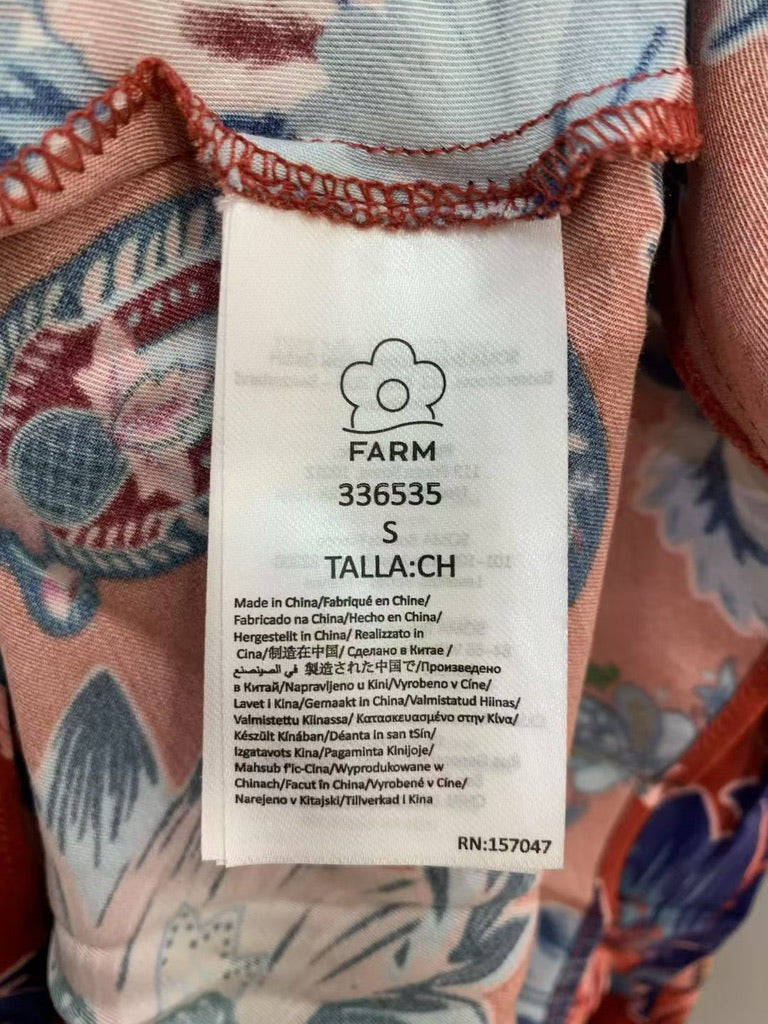 FARM
336535
S
TALLA:CH
Made in China/Fabriqué en Chine/
Fabricado na China/Hecho en China/
Hergestellt in China/ Realizzato in
Cina/制造在中国/ Сделано в Китае /
في الصين 製造された中国で/Произведено
в Китай/Napravljeno u Kini/Vyrobeno v Číne/
Lavet i Kina/Gemaakt in China/Valmistatud Hiinas/
Valmistettu Kiinassa/ Κατασκευασμένο στην Κίνα/
Készült Kínában/Déanta in san tSín/
Izgatavots Kina/Pagaminta Kinijoje/
Mahsub f'ic-Cina/Wyprodukowane w
Chinach/Facut în China/Vyrobené v Číne/
Narejeno v Kitajski/Tillverkad i Kina
RN:157047